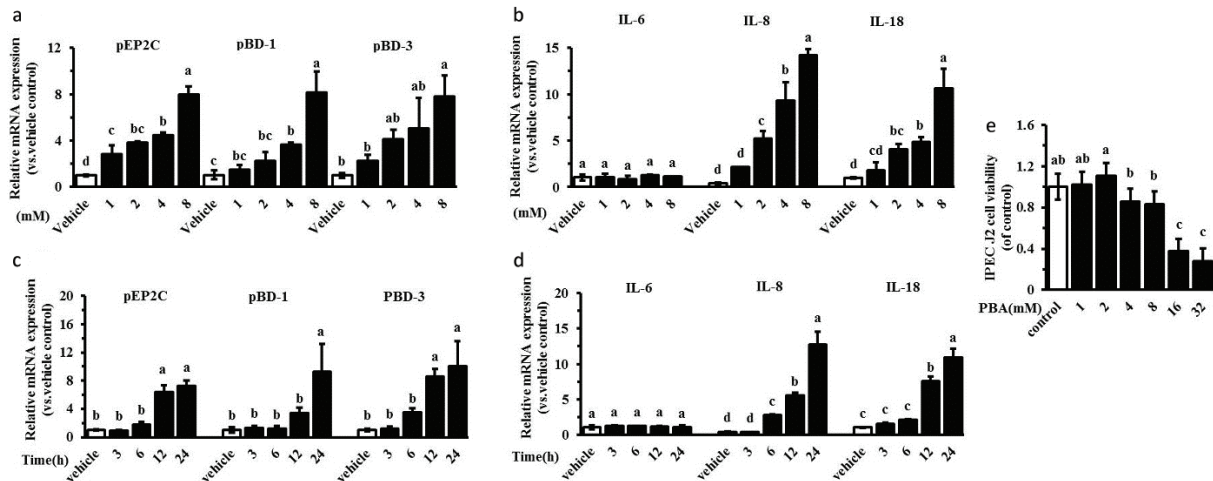 a
pEP2C
pBD-1
pBD-3
Relative mRNA expression
(vs.vehicle control)
12
8
4
0
d
c
bc
b
a
c
bc
bc
b
a
b
b
ab
ab
a
(mM)
Vehicle
1
2
4
8
Vehicle
1
2
4
8
Vehicle
1
2
4
8
b
IL-6
IL-8
IL-18
Relative mRNA expression
(vs.vehicle control)
15
10
5
0
a
a
a
a
a
d
d
c
b
a
d
cd
bc
b
a
(mM)
Vehicle
1
2
4
8
Vehicle
1
2
4
8
Vehicle
1
2
4
8
c
pEP2C
pBD-1
PBD-3
Relative mRNA expression
(vs.vehicle control)
20
16
12
8
4
0
b
b
b
a
a
b
b
b
b
a
b
b
b
a
a
Time(h)
vehicle
3
6
12
24
vehicle
3
6
12
24
vehicle
3
6
12
24
d
IL-6
IL-8
IL-18
Relative mRNA expression
(vs.vehicle control)
20
15
10
5
0
a
a
a
a
a
d
d
c
b
a
c
c
c
b
a
Time(h)
vehicle
3
6
12
24
vehicle
3
6
12
24
vehicle
3
6
12
24
e
IPEC J2 cell viability
(of control)
1.6
1.2
0.8
0.4
0
ab
ab
a
b
b
c
c
PBA(mM)
control
1
2
4
8
16
32